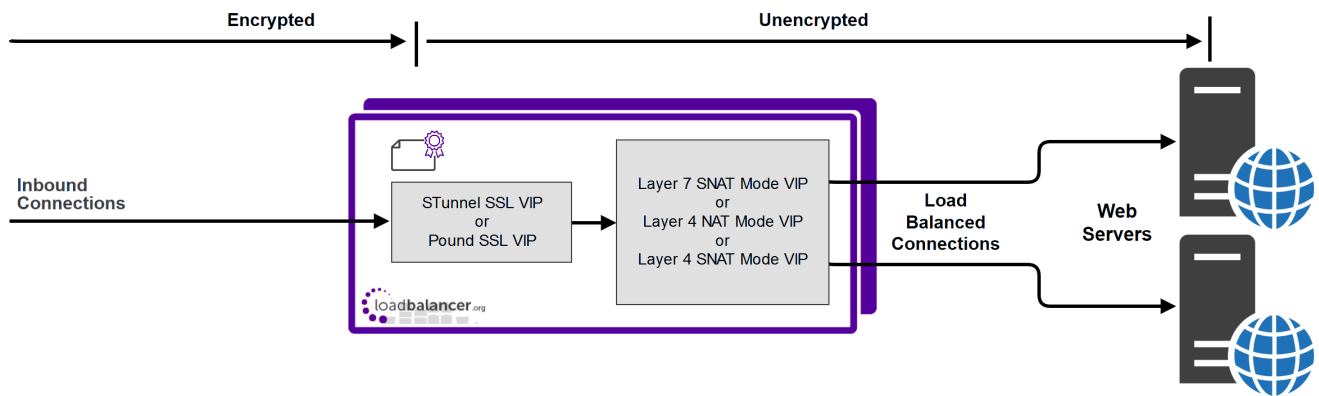 Encrypted
Unencrypted
Inbound
Connections
STunnel SSL VIP
or
Pound SSL VIP
Layer 7 SNAT Mode VIP
or
Layer 4 NAT Mode VIP
or
Layer 4 SNAT Mode VIP
Load
Balanced
Connections
Web
Servers
loadbalancer.org